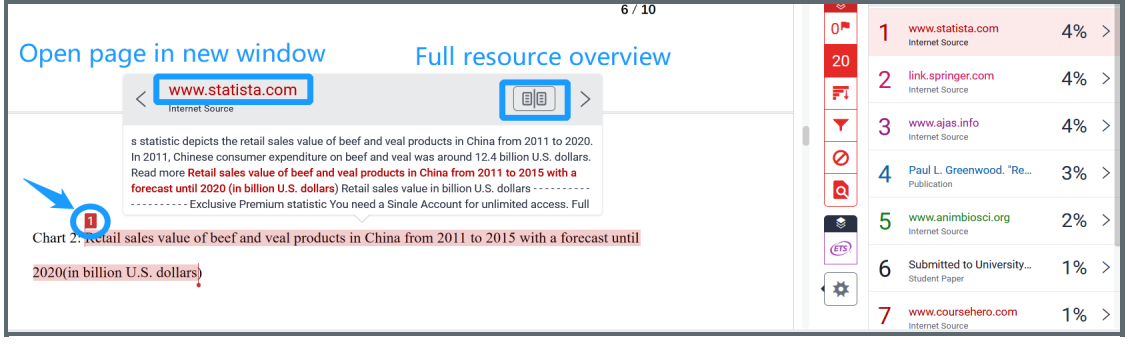 6 / 10
Open page in new window
Full resource overview
www.statista.com
Internet Source
s statistic depicts the retail sales value of beef and veal products in China from 2011 to 2020.
In 2011, Chinese consumer expenditure on beef and veal was around 12.4 billion U.S. dollars.
Read more Retail sales value of beef and veal products in China from 2011 to 2015 with a
forecast until 2020 (in billion U.S. dollars) Retail sales value in billion U.S. dollars - - - - - - - - - -
- - - - - - - - - - Exclusive Premium statistic You need a Single Account for unlimited access. Full
1
Chart 2: Retail sales value of beef and veal products in China from 2011 to 2015 with a forecast until
2020(in billion U.S. dollars)
0
20
ETS
1 www.statista.com 4% >
Internet Source
2 link.springer.com 4% >
Internet Source
3 www.ajas.info 4% >
Internet Source
4 Paul L. Greenwood. "Re... 3% >
Publication
5 www.animbiosci.org 2% >
Internet Source
6 Submitted to University... 1% >
Student Paper
7 www.coursehero.com 1% >
Internet Source